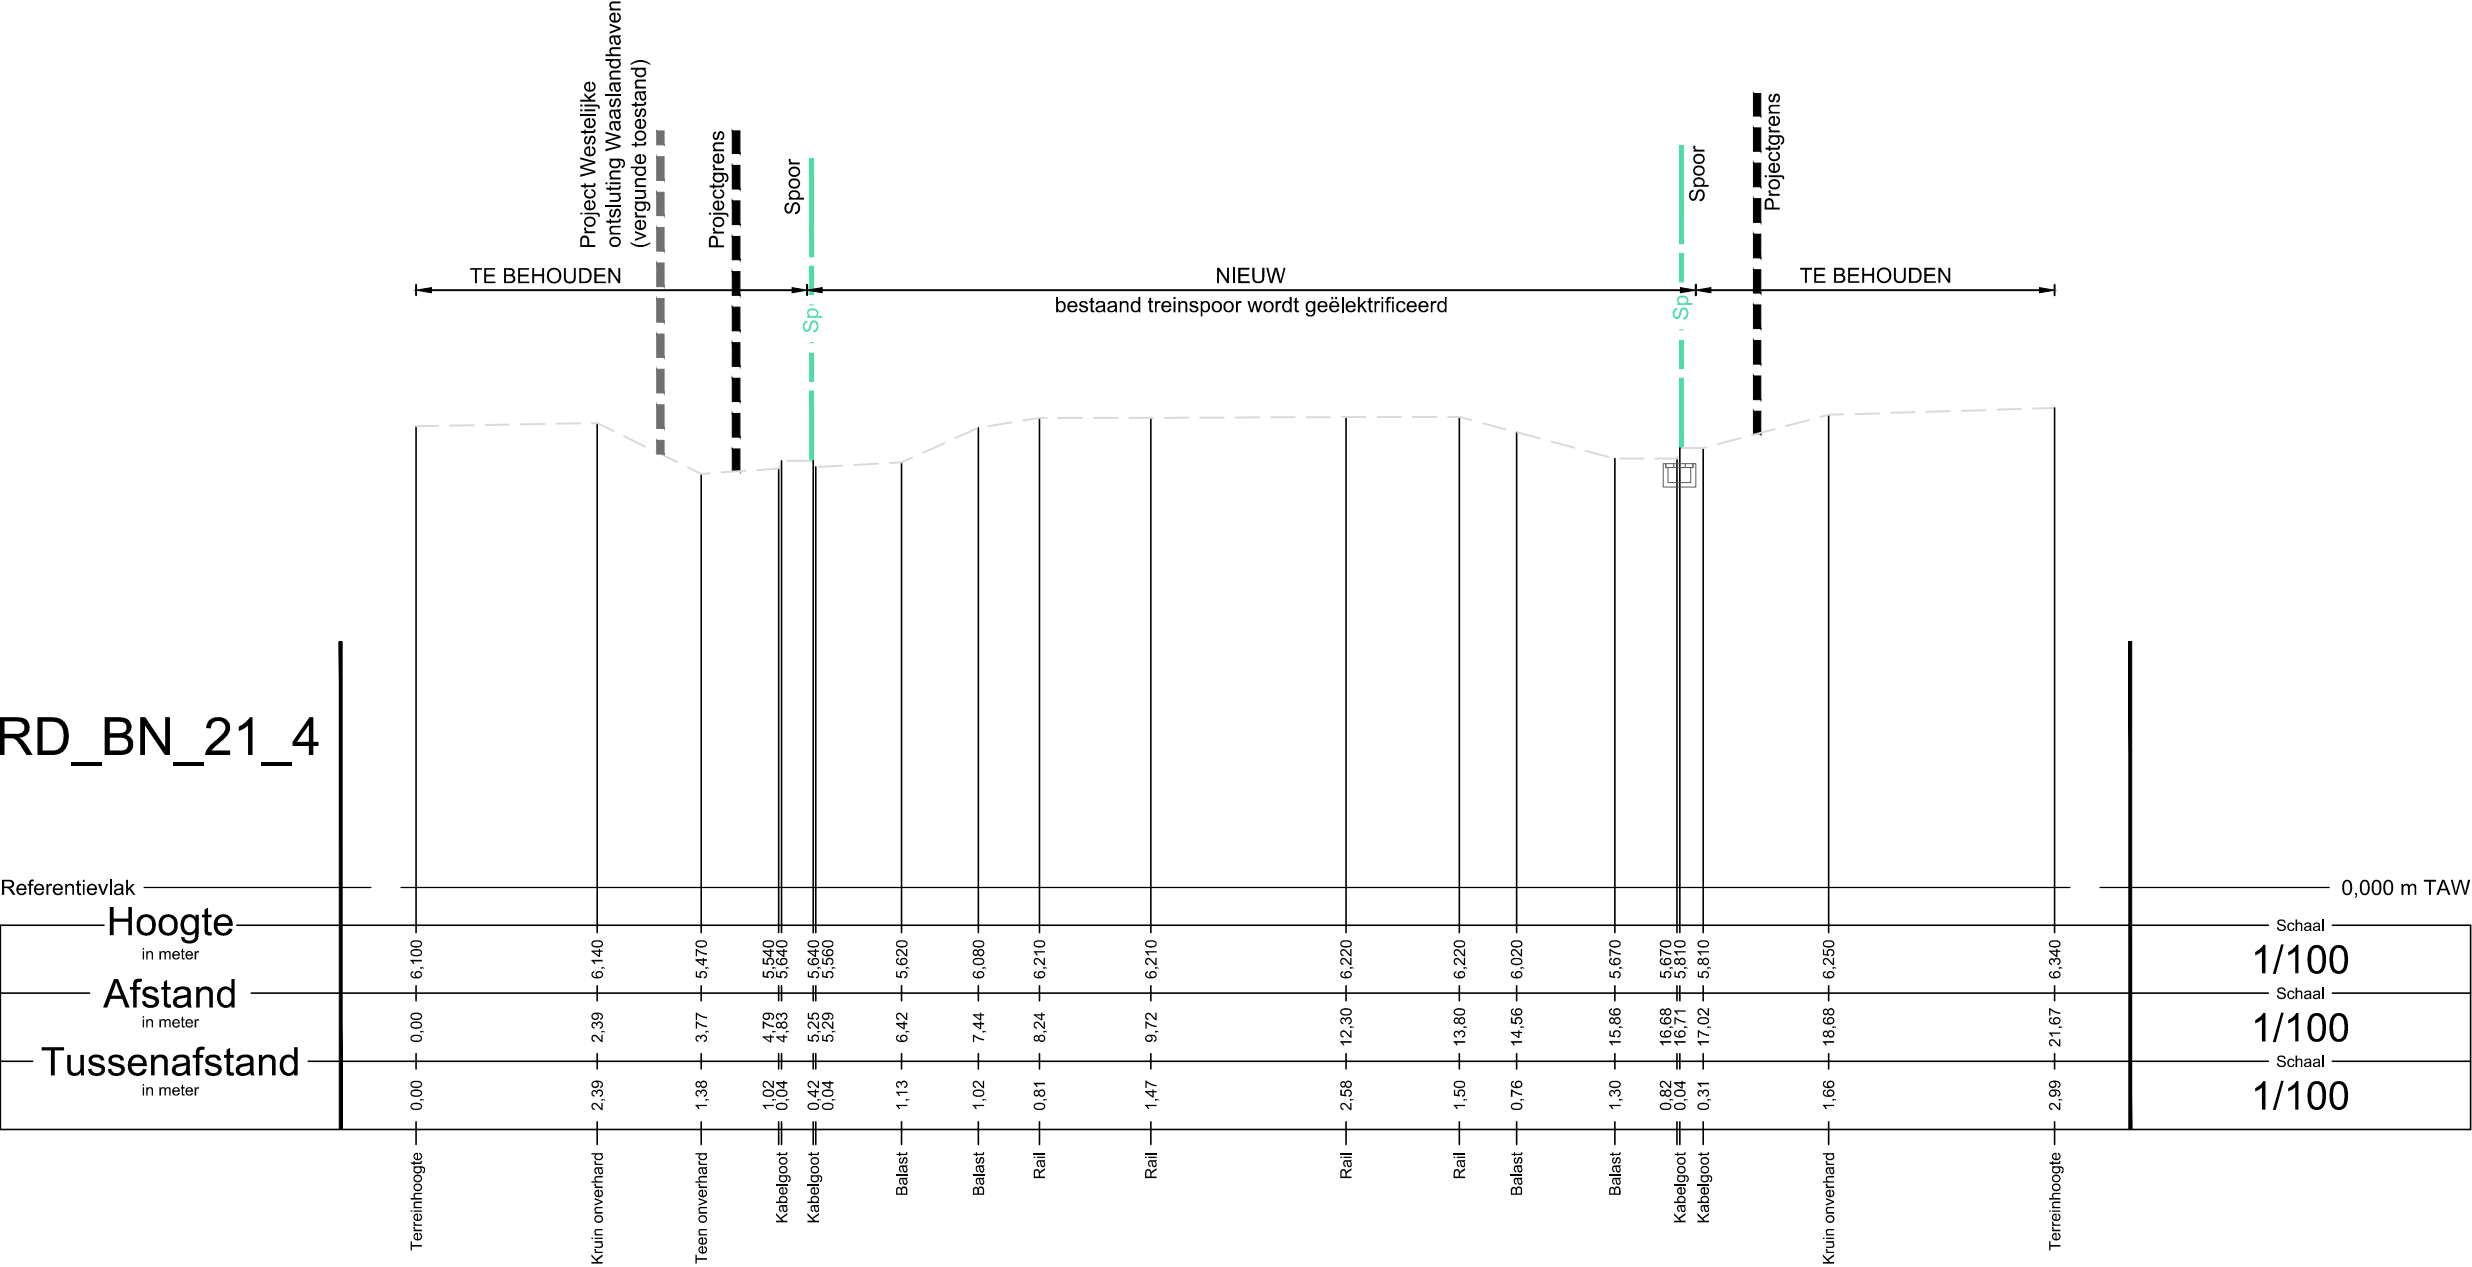 Project Westelijke
ontsluting Waaslandhaven
(vergunde toestand)
Projectgrens
Spoor
Spoor
Projectgrens
TE BEHOUDEN
NIEUW
TE BEHOUDEN
bestaand treinspoor wordt geëlektrificeerd
Sp
Sp
RD_BN_21_4
Referentievlak
0,000 m TAW
Hoogte
in meter
6,100 6,140 5,470 5,540 5,640 5,640 5,560 5,620 6,080 6,210 6,210 6,220 6,220 6,020 5,670 5,670 5,810 5,810 6,250 6,340
Schaal
1/100
Afstand
in meter
0,00 2,39 3,77 4,79 4,83 5,25 5,29 6,42 7,44 8,24 9,72 12,30 13,80 14,56 15,86 16,68 16,71 17,02 18,68 21,67
Schaal
1/100
Tussenafstand
in meter
0,00 2,39 1,38 1,02 0,04 0,42 0,04 1,13 1,02 0,81 1,47 2,58 1,50 0,76 1,30 0,82 0,04 0,31 1,66 2,99
Schaal
1/100
Terreinhoogte
Kruin onverhard
Teen onverhard
Kabelgoot
Kabelgoot
Balast
Balast
Rail
Rail
Rail
Rail
Balast
Balast
Kabelgoot
Kabelgoot
Kruin onverhard
Terreinhoogte